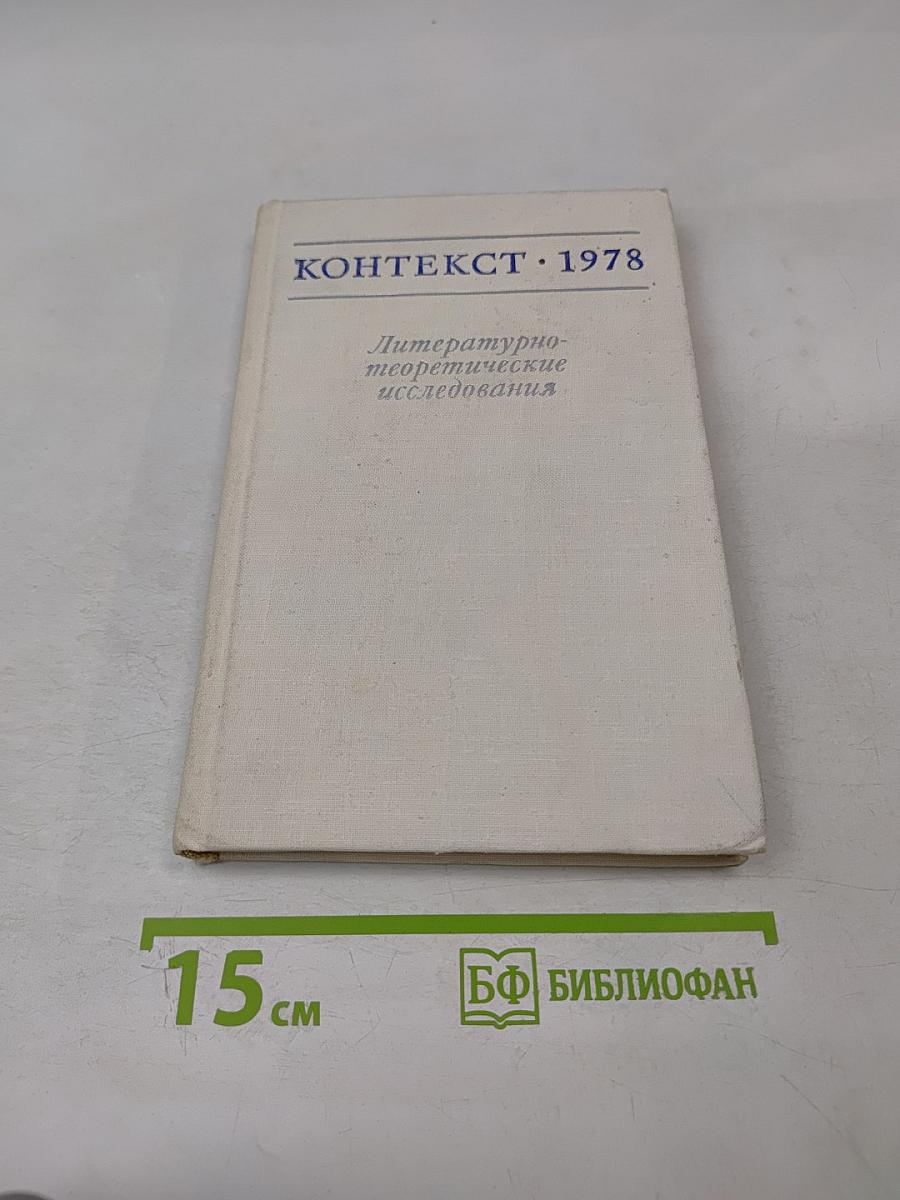 КОНТЕКСТ · 1978
Литературно-
теоретические
исследования
15 см
БФ БИБЛИОФАН